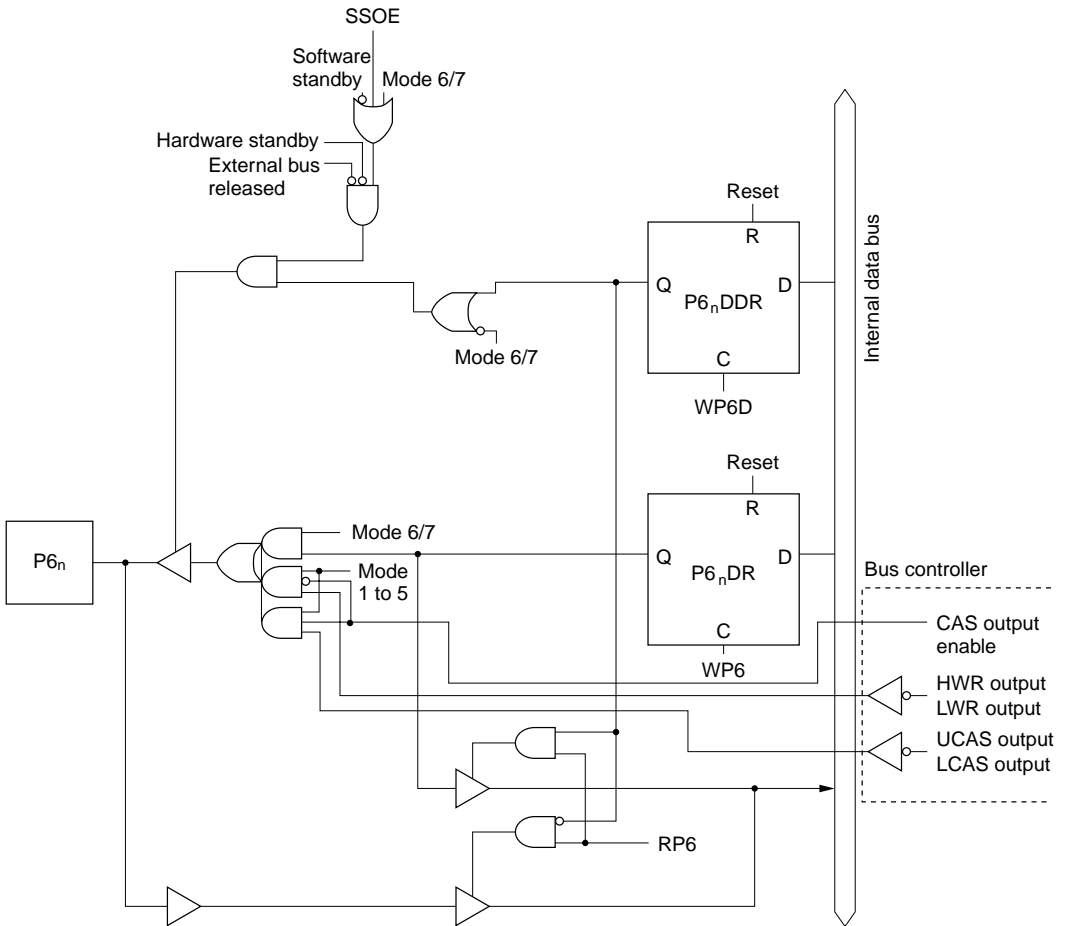 SSOE
Software
standby
Mode 6/7
Hardware standby
External bus
released
Reset
R
Q
D
P6nDDR
C
WP6D
Mode 6/7
Internal data bus
Reset
R
Mode 6/7
P6n
Q
D
P6nDR
Mode
1 to 5
C
WP6
Bus controller
CAS output
enable
HWR output
LWR output
UCAS output
LCAS output
RP6